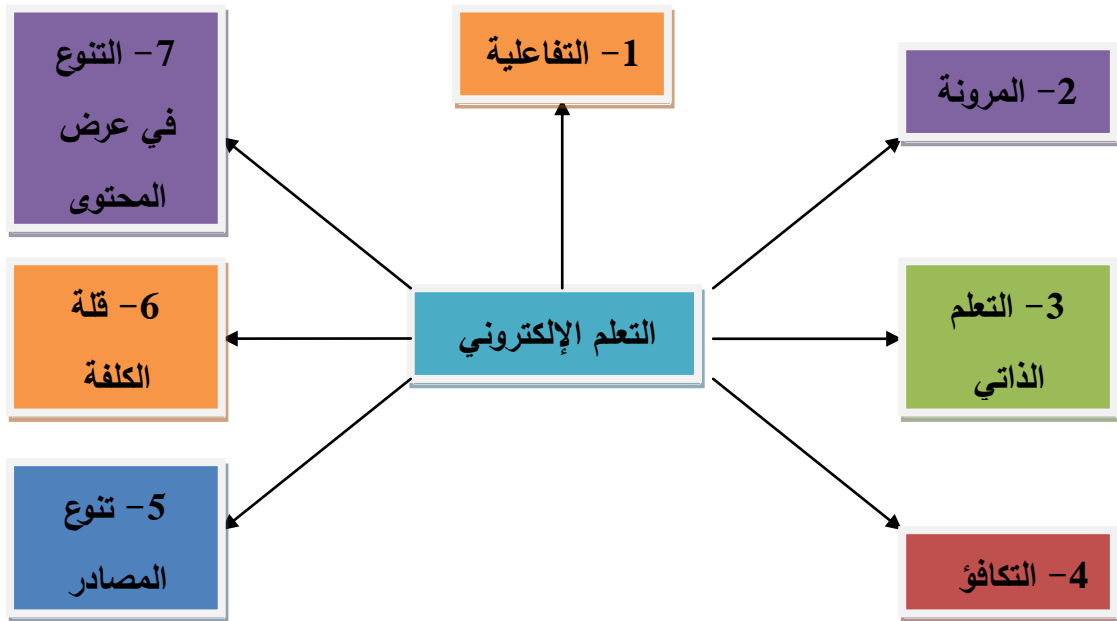 1- التفاعلية
2- المرونة
3- التعلم
الذاتي
4- التكافؤ
5- تنوع
المصادر
6- قلة
الكلفة
7- التنوع
في عرض
المحتوى
التعلم الإلكتروني